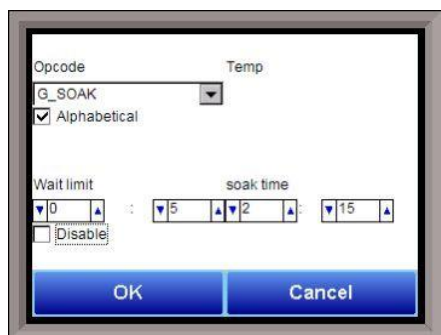 Opcode Temp
G_SOAK
Alphabetical
Wait limit soak time
0 : 5 2 : 15
Disable
OK Cancel